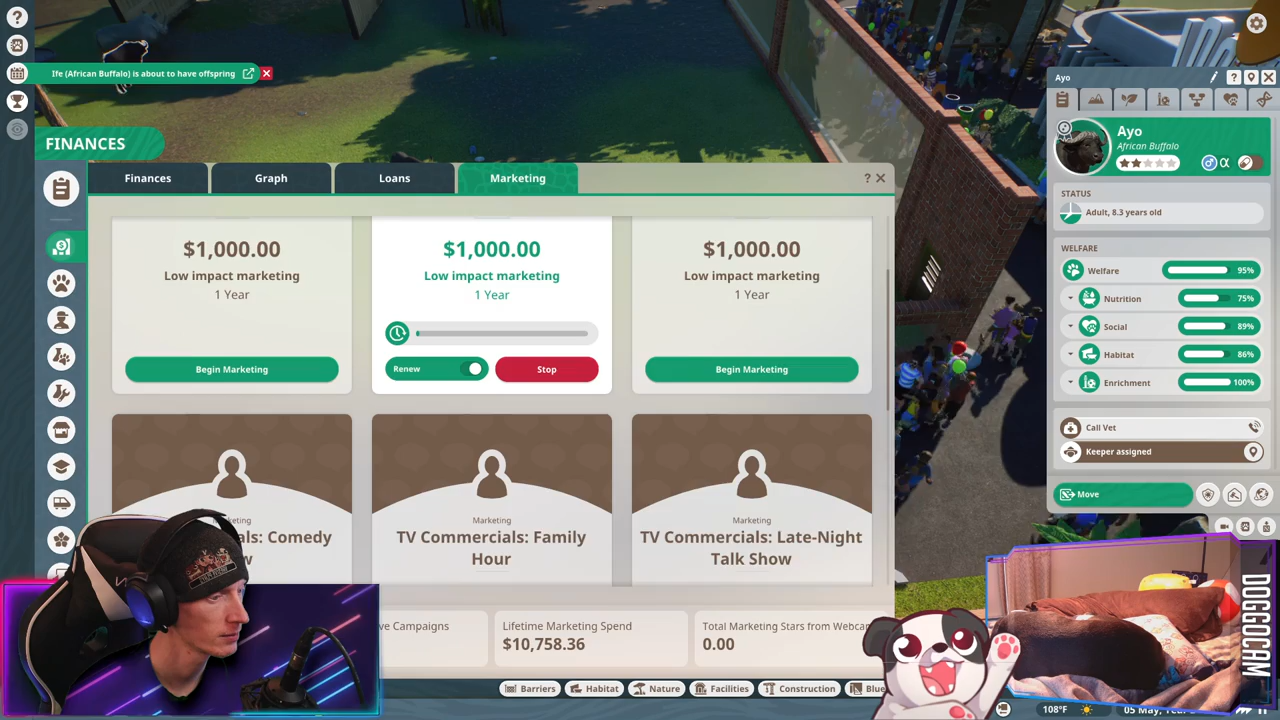 Ife (African Buffalo) is about to have offspring
FINANCES
Finances
Graph
Loans
Marketing
?
$1,000.00
Low impact marketing
1 Year
Begin Marketing
$1,000.00
Low impact marketing
1 Year
Renew
Stop
$1,000.00
Low impact marketing
1 Year
Begin Marketing
als: Comedy
Marketing
TV Commercials: Family
Hour
Marketing
TV Commercials: Late-Night
Talk Show
ve Campaigns
Lifetime Marketing Spend
$10,758.36
Total Marketing Stars from Webcam
0.00
Barriers
Habitat
Nature
Facilities
Construction
Blue
Ayo
?
Ayo
African Buffalo
α
STATUS
Adult, 8.3 years old
WELFARE
Welfare 95%
Nutrition 75%
Social 89%
Habitat 86%
Enrichment 100%
Call Vet
Keeper assigned
Move
DOGGOCAM
108°F
05 May,